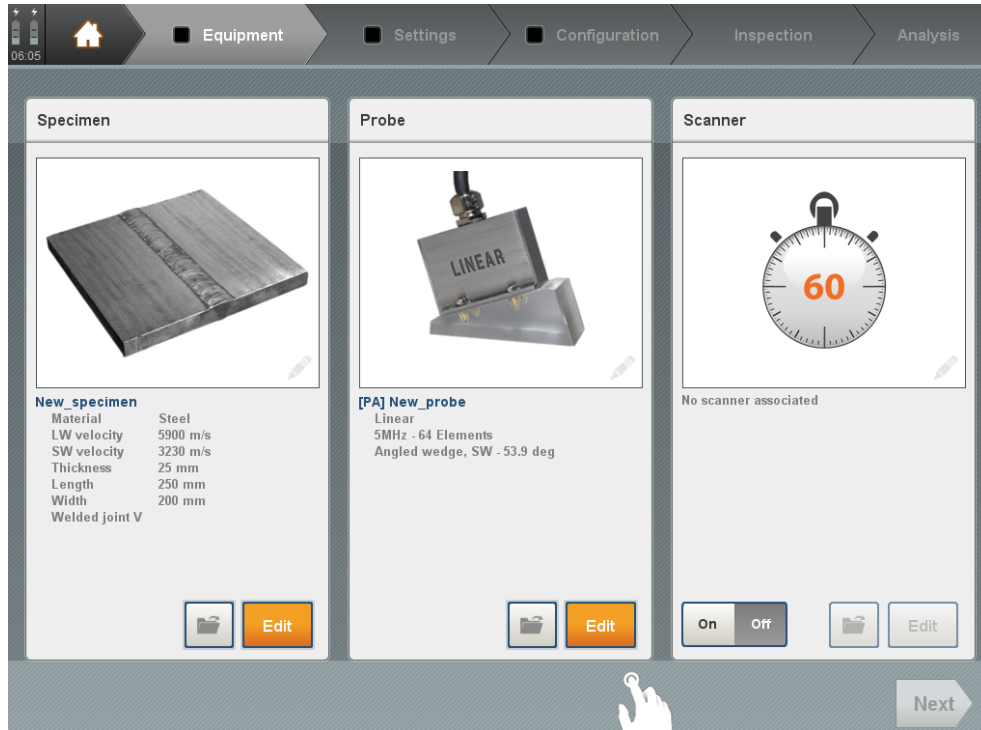 06:05
Equipment
Settings
Configuration
Inspection
Analysis
Specimen
New_specimen
Material Steel
LW velocity 5900 m/s
SW velocity 3230 m/s
Thickness 25 mm
Length 250 mm
Width 200 mm
Welded joint V
Edit
Probe
LINEAR
[PA] New_probe
Linear
5MHz - 64 Elements
Angled wedge, SW - 53.9 deg
Edit
Scanner
60
No scanner associated
On Off
Edit
Next